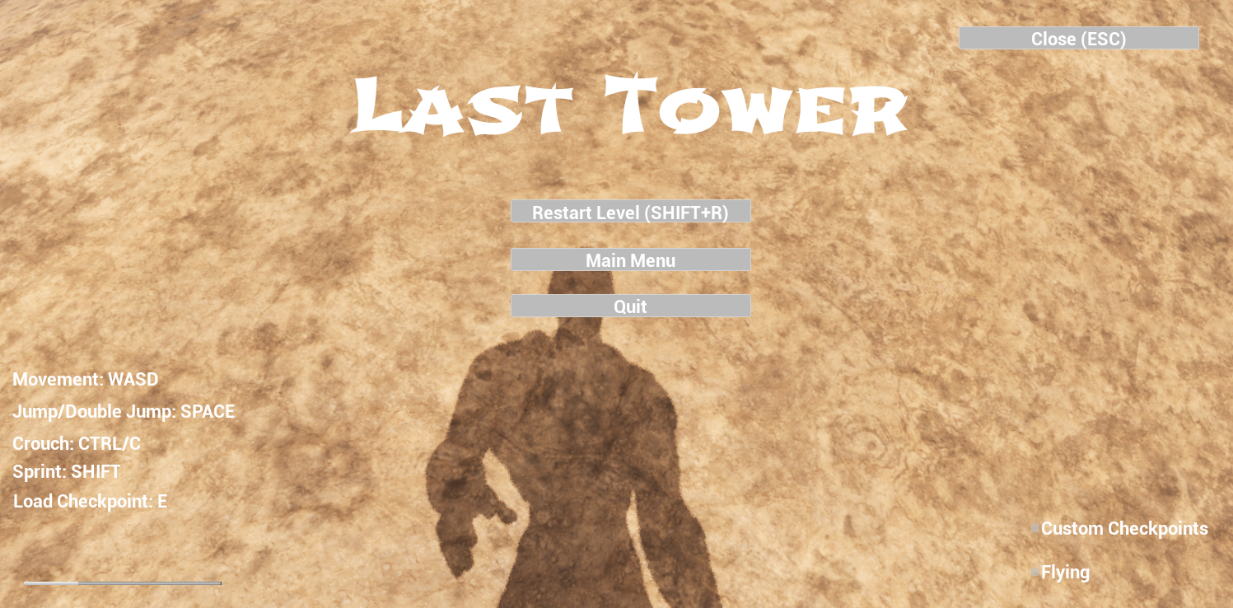 Close (ESC)
Last Tower
Restart Level (SHIFT+R)
Main Menu
Quit
Movement: WASD
Jump/Double Jump: SPACE
Crouch: CTRL/C
Sprint: SHIFT
Load Checkpoint: E
Custom Checkpoints
Flying